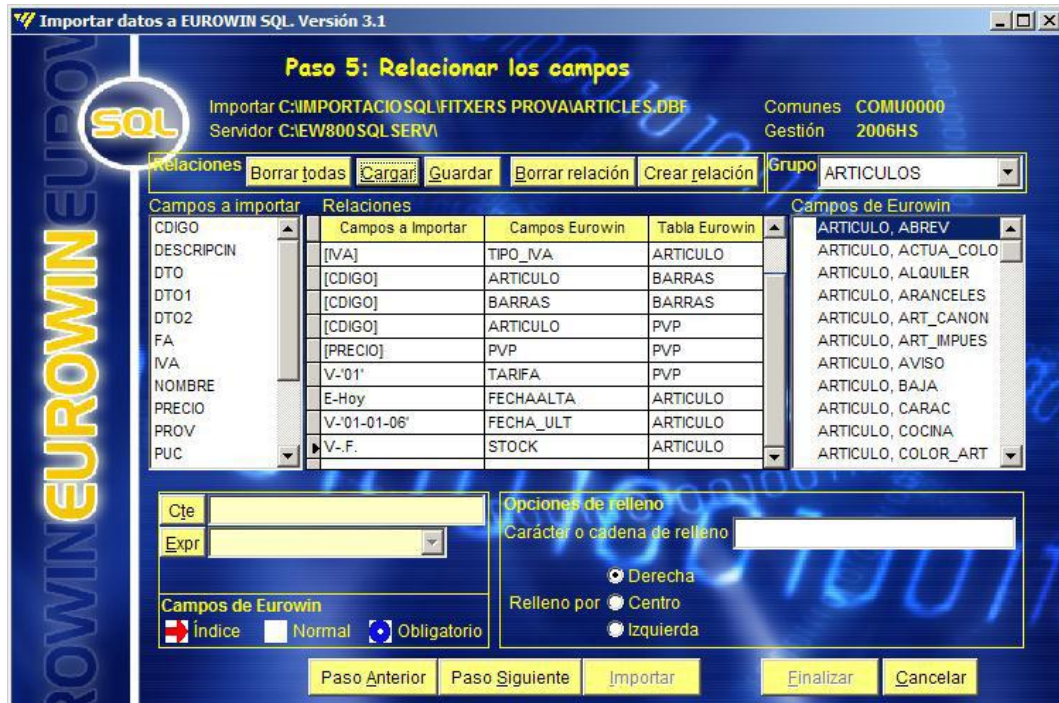 Importar datos a EUROWIN SQL. Versión 3.1
Paso 5: Relacionar los campos
SQL
Importar C:\IMPORTACIOSQL\FITXERS PROVA\ARTICLES.DBF
Comunes COMU0000
Servidor C:\EW800SQLSERV\
Gestión 2006HS
Relaciones Borrar todas Cargar Guardar Borrar relación Crear relación Grupo ARTICULOS
Campos a importar Relaciones Campos de Eurowin
CDIGO
DESCRIPCIN
DTO
DTO1
DTO2
FA
IVA
NOMBRE
PRECIO
PROV
PUC
Campos a Importar Campos Eurowin Tabla Eurowin
[IVA] TIPO_IVA ARTICULO
[CDIGO] ARTICULO BARRAS
[CDIGO] BARRAS BARRAS
[CDIGO] ARTICULO PVP
[PRECIO] PVP PVP
V-'01' TARIFA PVP
E-Hoy FECHAALTA ARTICULO
V-'01-01-06' FECHA_ULT ARTICULO
V-.F. STOCK ARTICULO
ARTICULO, ABREV
ARTICULO, ACTUA_COLO
ARTICULO, ALQUILER
ARTICULO, ARANCELES
ARTICULO, ART_CANON
ARTICULO, ART_IMPUES
ARTICULO, AVISO
ARTICULO, BAJA
ARTICULO, CARAC
ARTICULO, COCINA
ARTICULO, COLOR_ART
Cte
Expr
Opciones de relleno
Carácter o cadena de relleno
Derecha
Relleno por Centro
Izquierda
Campos de Eurowin
Índice Normal Obligatorio
Paso Anterior Paso Siguiente Importar Finalizar Cancelar
EUROWIN